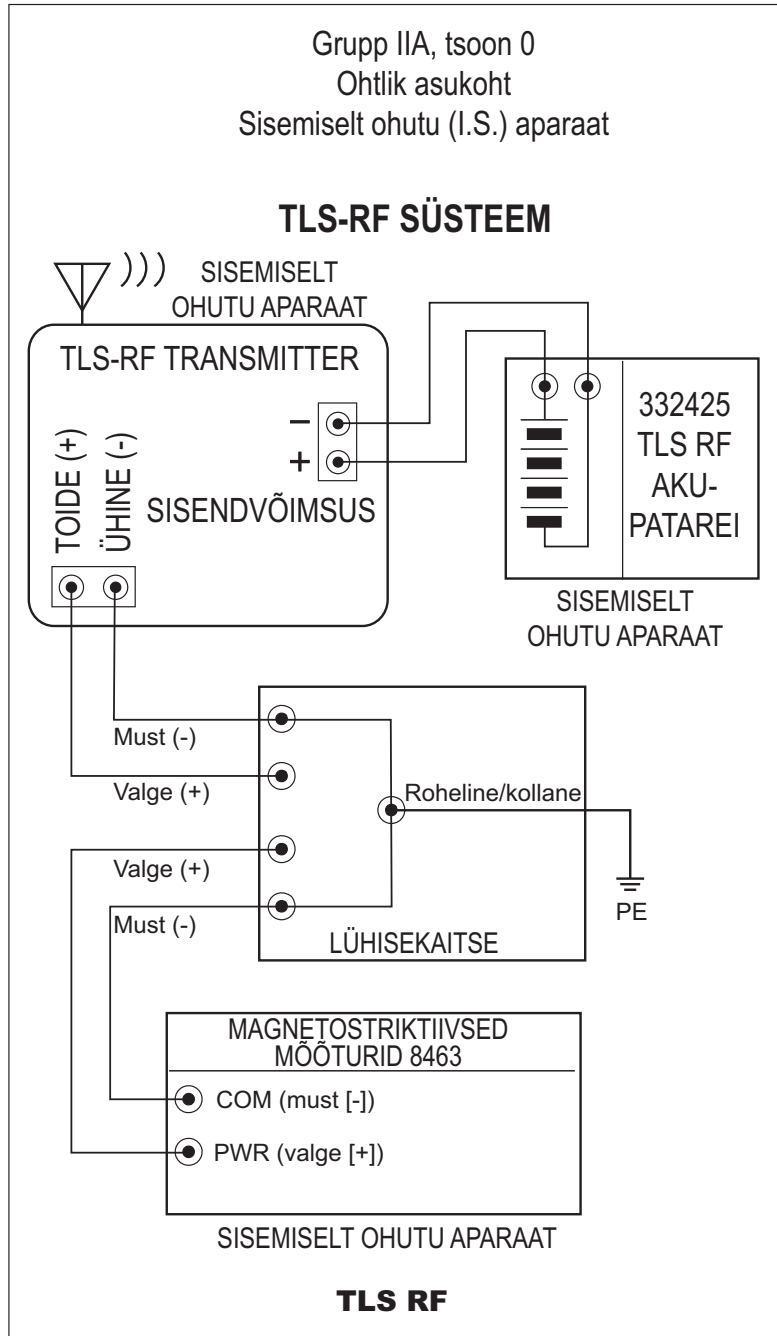 Grupp IIA, tsoon 0
Ohtlik asukoht
Sisemiselt ohutu (I.S.) aparaat
TLS-RF SÜSTEEM
SISEMISELT
OHUTU APARAAT
TLS-RF TRANSMITTER
TOIDE (+)
ÜHINE (-)
–
+
SISENDVÕIMSUS
332425
TLS RF
AKU-
PATAREI
SISEMISELT
OHUTU APARAAT
Must (-)
Valge (+)
Roheline/kollane
Valge (+)
Must (-)
PE
LÜHISEKAITSE
MAGNETOSTRIKTIIVSED
MÕÕTURID 8463
COM (must [-])
PWR (valge [+])
SISEMISELT OHUTU APARAAT
TLS RF